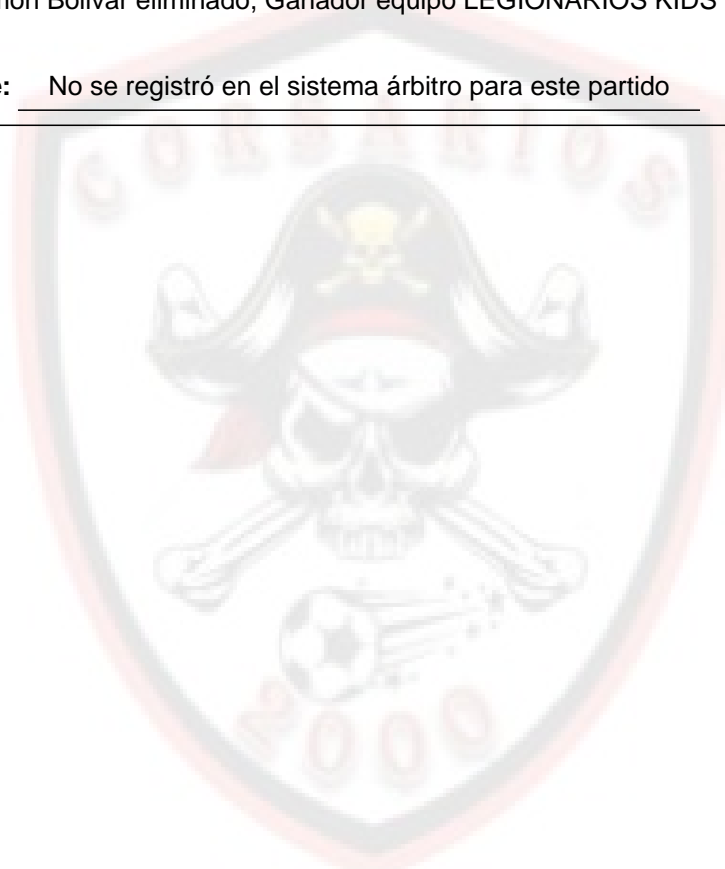 Bolivar eliminado, Ganador equipo LEGIONARIOS KIDS
: No se registró en el sistema árbitro para este partido
CORSARIOS
2000